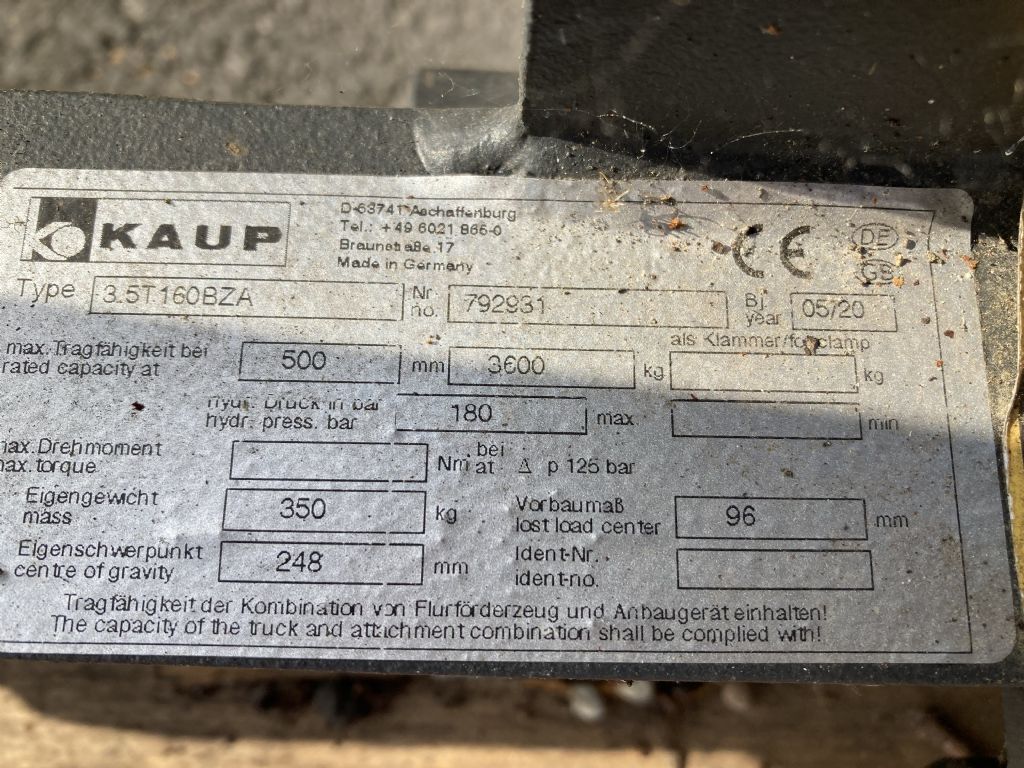 KAUP
D-63741 Aschaffenburg
Tel.: +49 6021 865-0
Braunstraße 17
Made in Germany
CE
DE
GB
Type 3.5T160BZA
Nr. no. 792931
Bj. year 05/20
als Klammer/for clamp
max. Tragfähigkeit bei
rated capacity at 500 mm 3600 kg kg
hydr. Druck in bar
hydr. press. bar 180 max. min
max. Drehmoment
max. torque Nm bei at Δ p 125 bar
Eigengewicht
mass 350 kg
Vorbaumaß
lost load center 96 mm
Eigenschwerpunkt
centre of gravity 248 mm
Ident-Nr.
ident-no.
Tragfähigkeit der Kombination von Flurförderzeug und Anbaugerät einhalten!
The capacity of the truck and attachment combination shall be complied with!